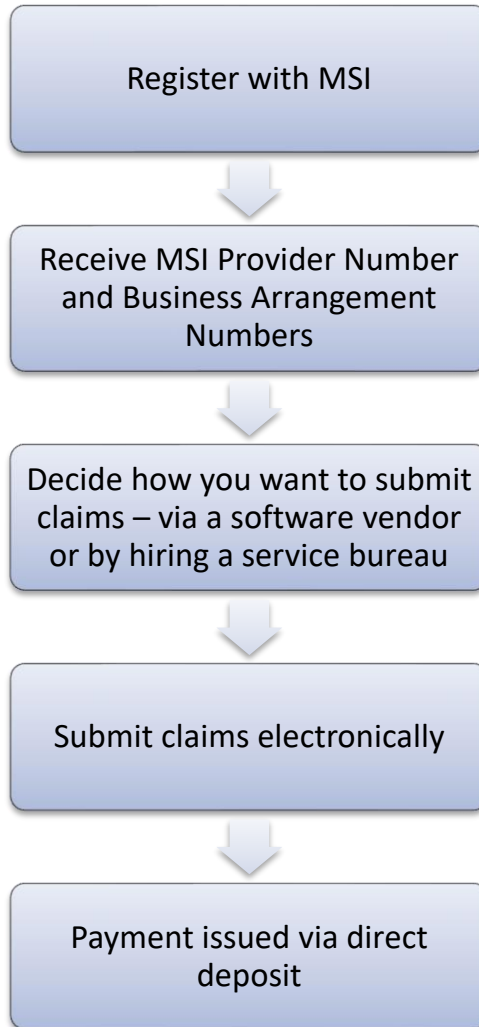 Register with MSI
Receive MSI Provider Number
and Business Arrangement
Numbers
Decide how you want to submit
claims – via a software vendor
or by hiring a service bureau
Submit claims electronically
Payment issued via direct
deposit